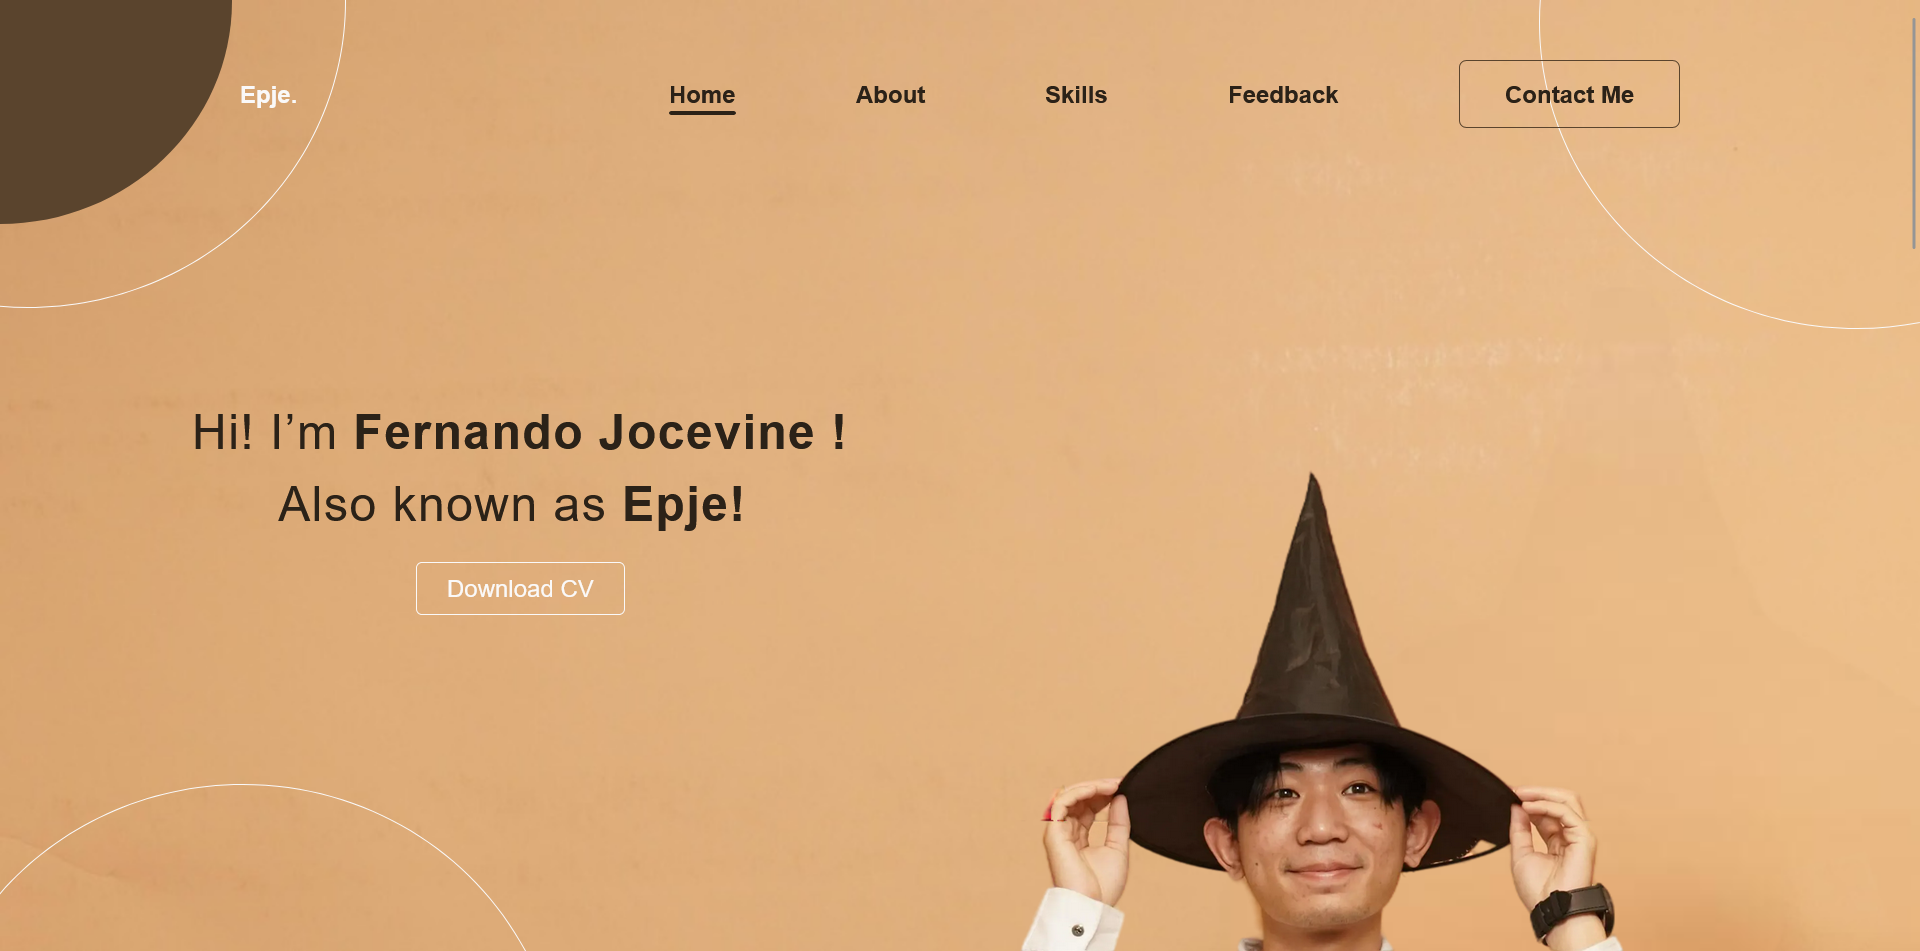 Epje.
Home
About
Skills
Feedback
Contact Me
Hi! I’m Fernando Jocevine !
Also known as Epje!
Download CV